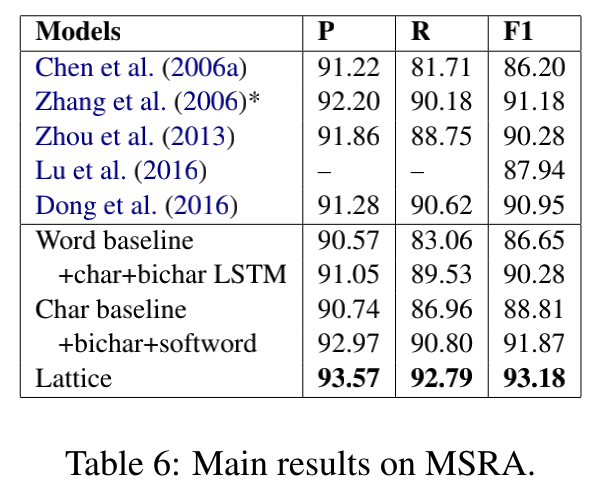 Models P R F1
Chen et al. (2006a) 91.22 81.71 86.20
Zhang et al. (2006)* 92.20 90.18 91.18
Zhou et al. (2013) 91.86 88.75 90.28
Lu et al. (2016) – – 87.94
Dong et al. (2016) 91.28 90.62 90.95
Word baseline 90.57 83.06 86.65
+char+bichar LSTM 91.05 89.53 90.28
Char baseline 90.74 86.96 88.81
+bichar+softword 92.97 90.80 91.87
Lattice 93.57 92.79 93.18
Table 6: Main results on MSRA.